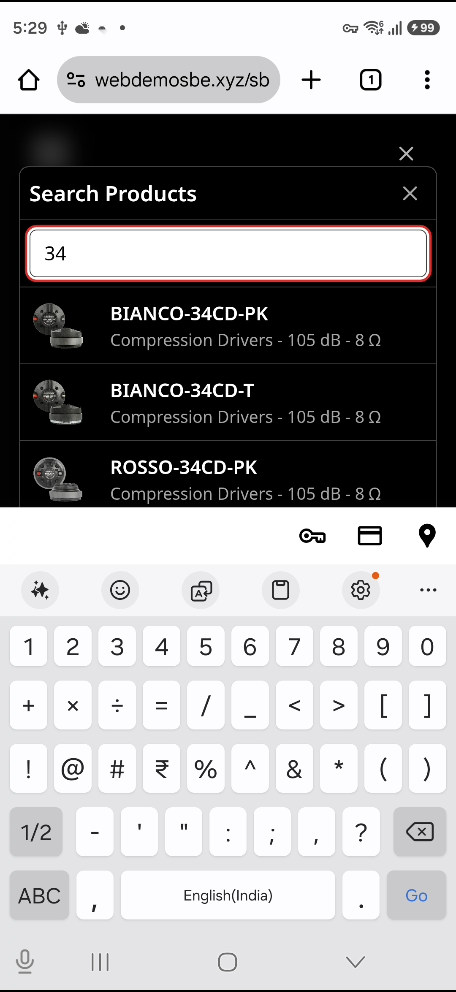 5:29
99
webdemosbe.xyz/sb
1
Search Products
34
BIANCO-34CD-PK
Compression Drivers - 105 dB - 8 Ω
BIANCO-34CD-T
Compression Drivers - 105 dB - 8 Ω
ROSSO-34CD-PK
Compression Drivers - 105 dB - 8 Ω
1 2 3 4 5 6 7 8 9 0
+ × ÷ = / _ < > [ ]
! @ # ₹ % ^ & * ( )
1/2 - ' " : ; , ?
ABC , English(India) . Go